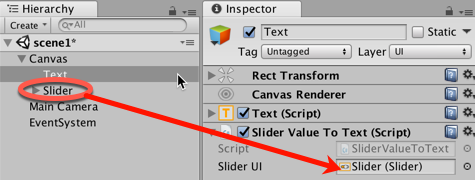 Hierarchy
Create
All
scene1*
Canvas
Text
Slider
Main Camera
EventSystem
Inspector
Text
Static
Tag Untagged Layer UI
Rect Transform
Canvas Renderer
Text (Script)
Slider Value To Text (Script)
Script SliderValueToText
Slider UI Slider (Slider)